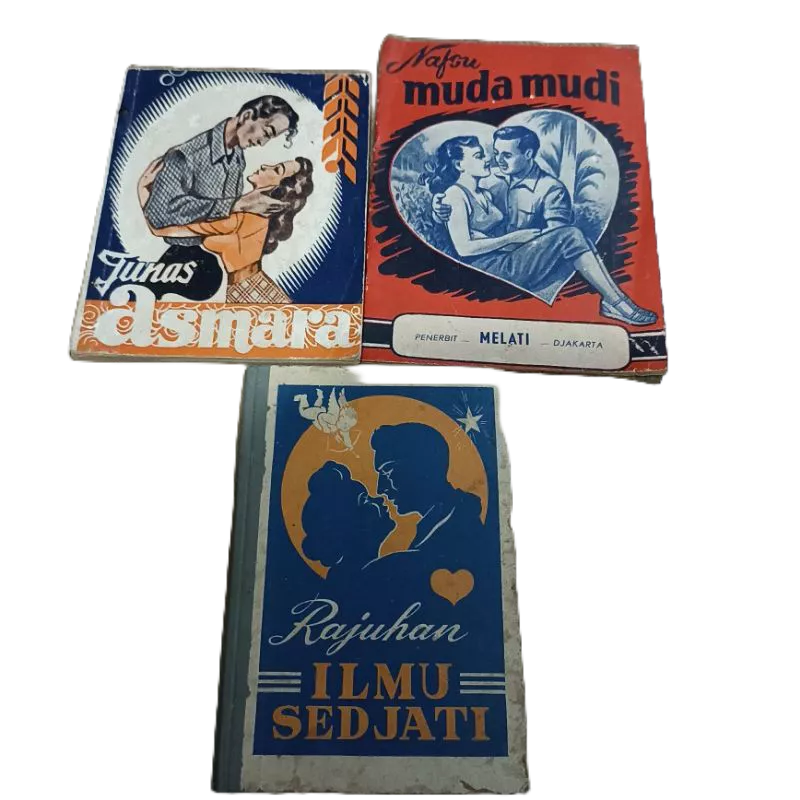 Tunas
asmara
Nafsu
muda mudi
PENERBIT _ MELATI _ DJAKARTA
Rajuhan
ILMU
SEDJATI